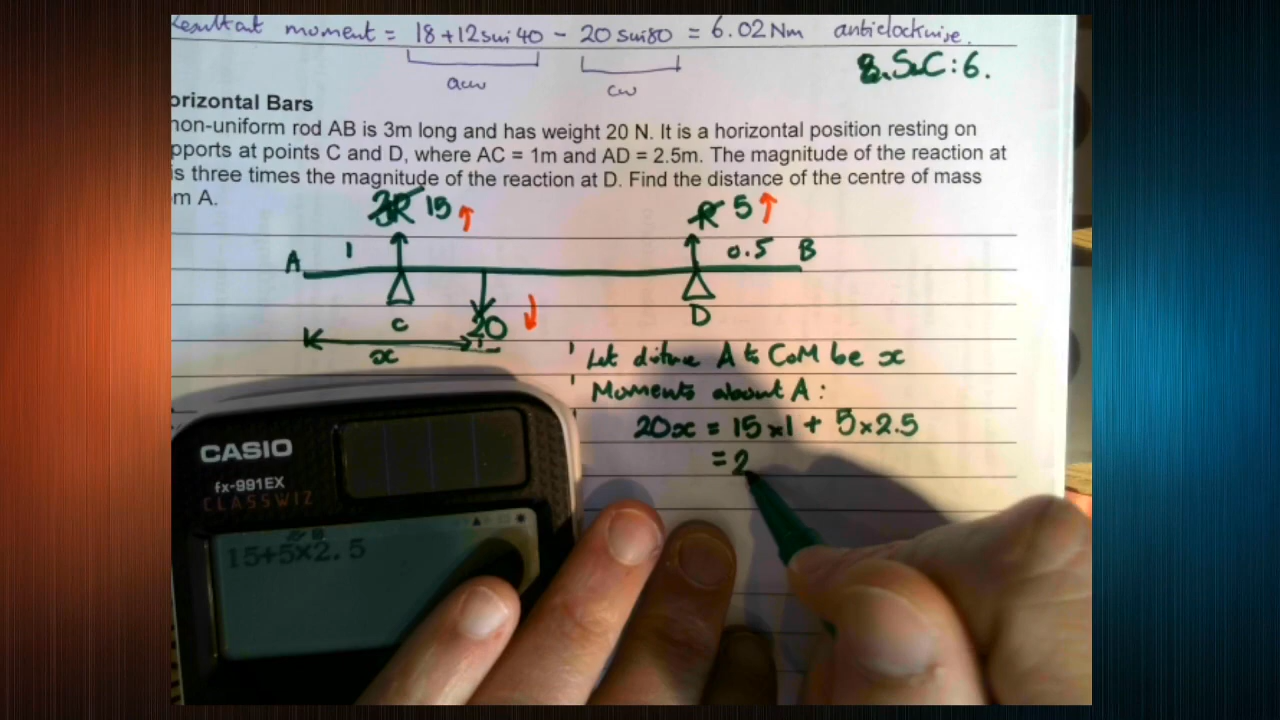 Resultant moment = 18+12sin40 - 20sin80 = 6.02Nm anticlockwise.
acw cw 8.S.C:6.
orizontal Bars
non-uniform rod AB is 3m long and has weight 20 N. It is a horizontal position resting on
pports at points C and D, where AC = 1m and AD = 2.5m. The magnitude of the reaction at
is three times the magnitude of the reaction at D. Find the distance of the centre of mass
m A.
3R 15 R 5
A 1 0.5 B
C 20 D
x
Let distance A to CoM be x
Moments about A:
20x = 15×1 + 5×2.5
= 2
CASIO
fx-991EX
CLASSWIZ
15+5×2.5